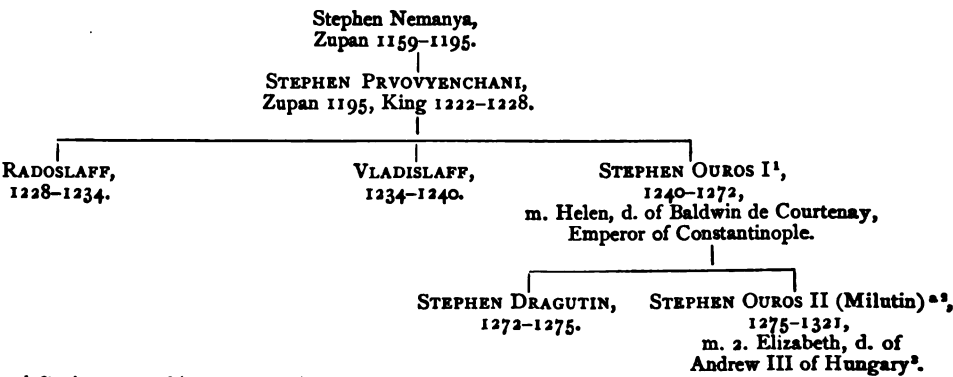 Stephen Nemanya,
Zupan 1159–1195.
STEPHEN PRVOVYENCHANI,
Zupan 1195, King 1222–1228.
RADOSLAFF,
1228–1234.
VLADISLAFF,
1234–1240.
STEPHEN OUROS I¹,
1240–1272,
m. Helen, d. of Baldwin de Courtenay,
Emperor of Constantinople.
STEPHEN DRAGUTIN,
1272–1275.
STEPHEN OUROS II (Milutin) ᵃ²,
1275–1321,
m. 2. Elizabeth, d. of
Andrew III of Hungary³.